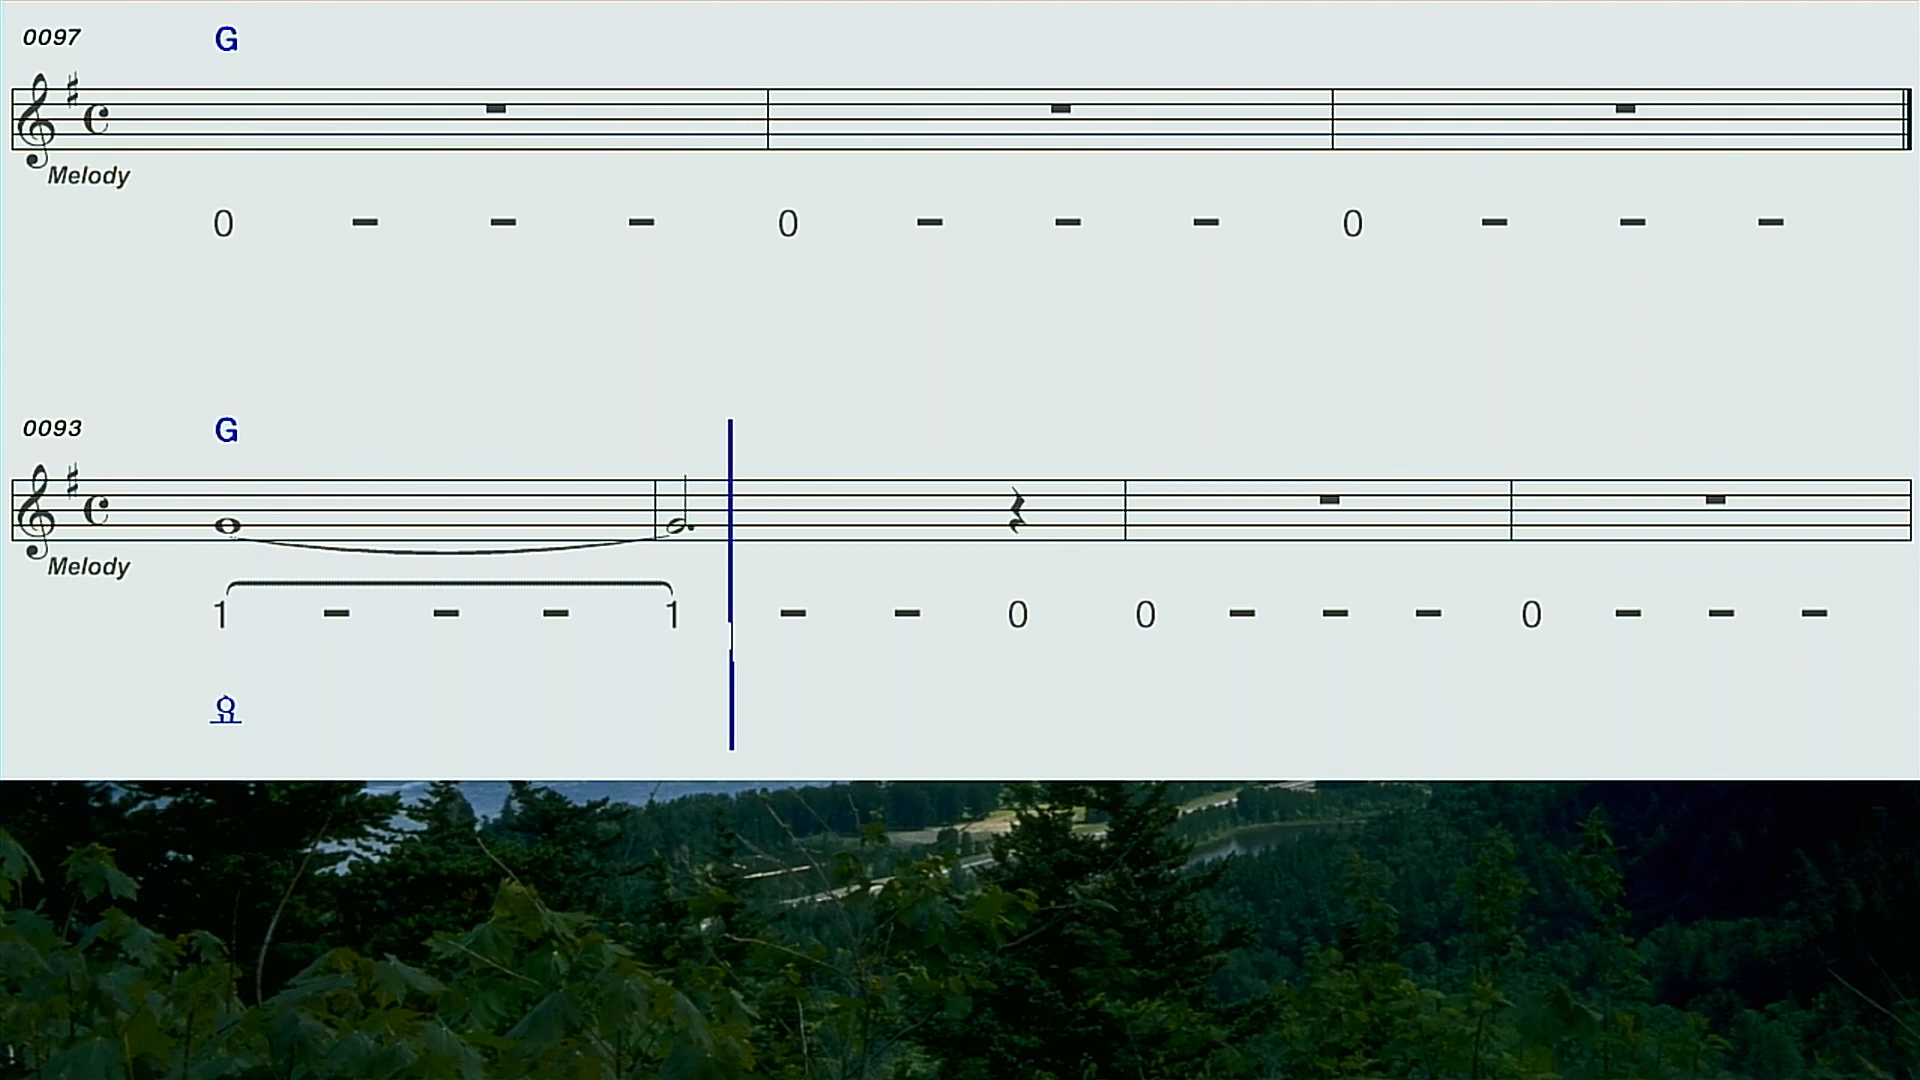 0097 G
Melody
0 - - - 0 - - - 0 - - -
0093 G
Melody
1 - - - 1 - - 0 0 - - - 0 - - -
요